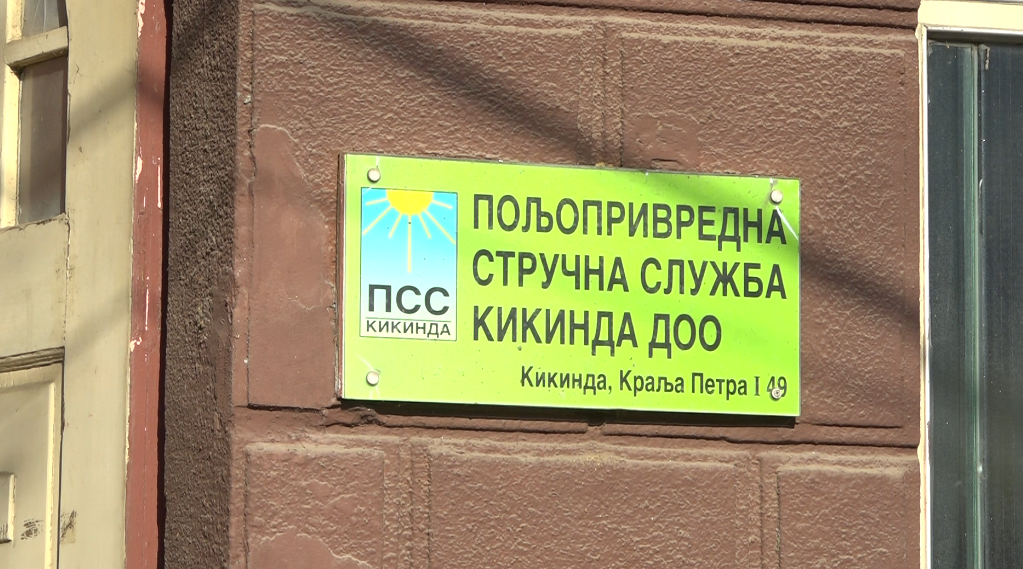 ПСС
КИКИНДА
ПОЉОПРИВРЕДНА
СТРУЧНА СЛУЖБА
КИКИНДА ДОО
Кикинда, Краља Петра I 49